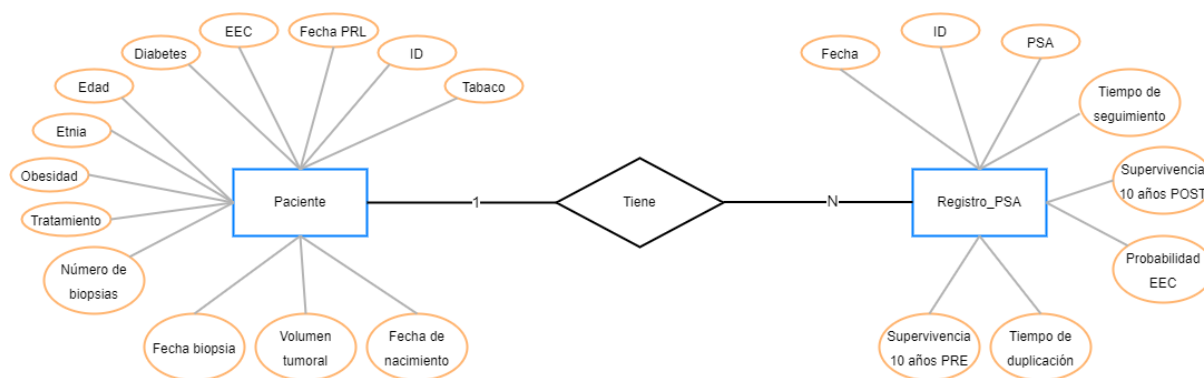 EEC
Fecha PRL
ID
Diabetes
Tabaco
Edad
Etnia
Obesidad
Tratamiento
Número de
biopsias
Paciente
Fecha biopsia
Volumen
tumoral
Fecha de
nacimiento
1
Tiene
N
Fecha
ID
PSA
Tiempo de
seguimiento
Registro_PSA
Supervivencia
10 años POST
Probabilidad
EEC
Supervivencia
10 años PRE
Tiempo de
duplicación